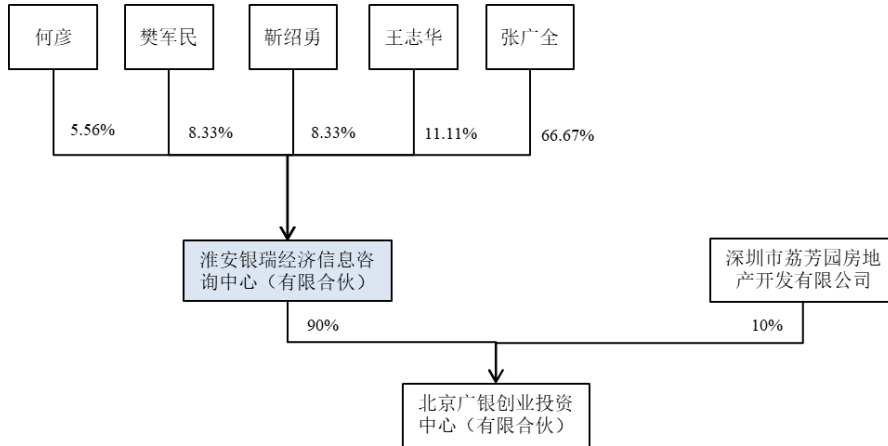 何彦
樊军民
靳绍勇
王志华
张广全
5.56%
8.33%
8.33%
11.11%
66.67%
淮安银瑞经济信息咨
询中心（有限合伙）
深圳市荔芳园房地
产开发有限公司
90%
10%
北京广银创业投资
中心（有限合伙）